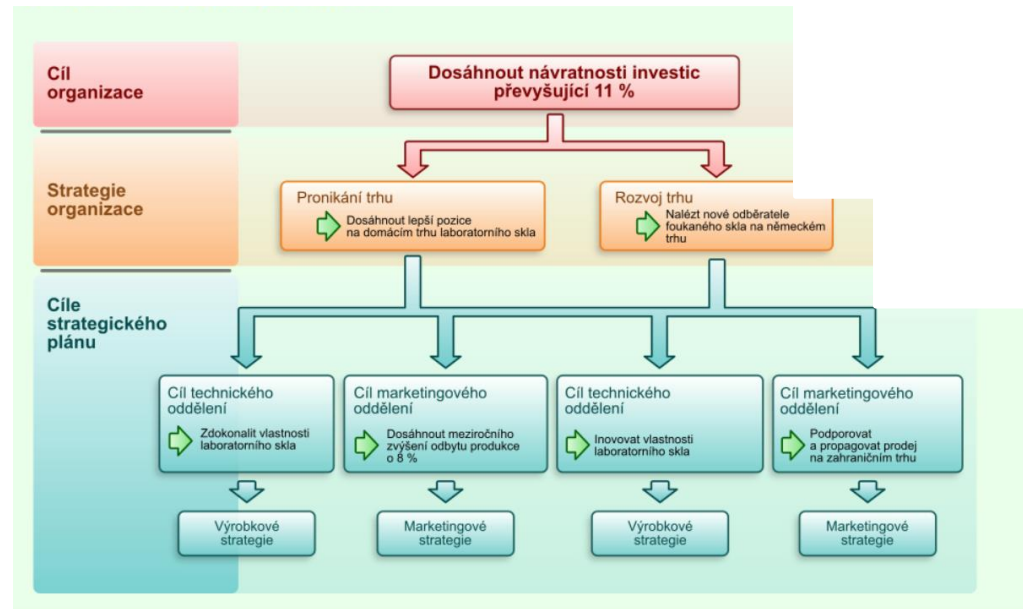 Cíl
organizace
Dosáhnout návratnosti investic
převyšující 11 %
Strategie
organizace
Pronikání trhu
Dosáhnout lepší pozice
na domácím trhu laboratorního skla
Rozvoj trhu
Nalézt nové odběratele
foukaného skla na německém
trhu
Cíle
strategického
plánu
Cíl technického
oddělení
Zdokonalit vlastnosti
laboratorního skla
Cíl marketingového
oddělení
Dosáhnout meziročního
zvýšení odbytu produkce
o 8 %
Cíl technického
oddělení
Inovovat vlastnosti
laboratorního skla
Cíl marketingového
oddělení
Podporovat
a propagovat prodej
na zahraničním trhu
Výrobkové
strategie
Marketingové
strategie
Výrobkové
strategie
Marketingové
strategie